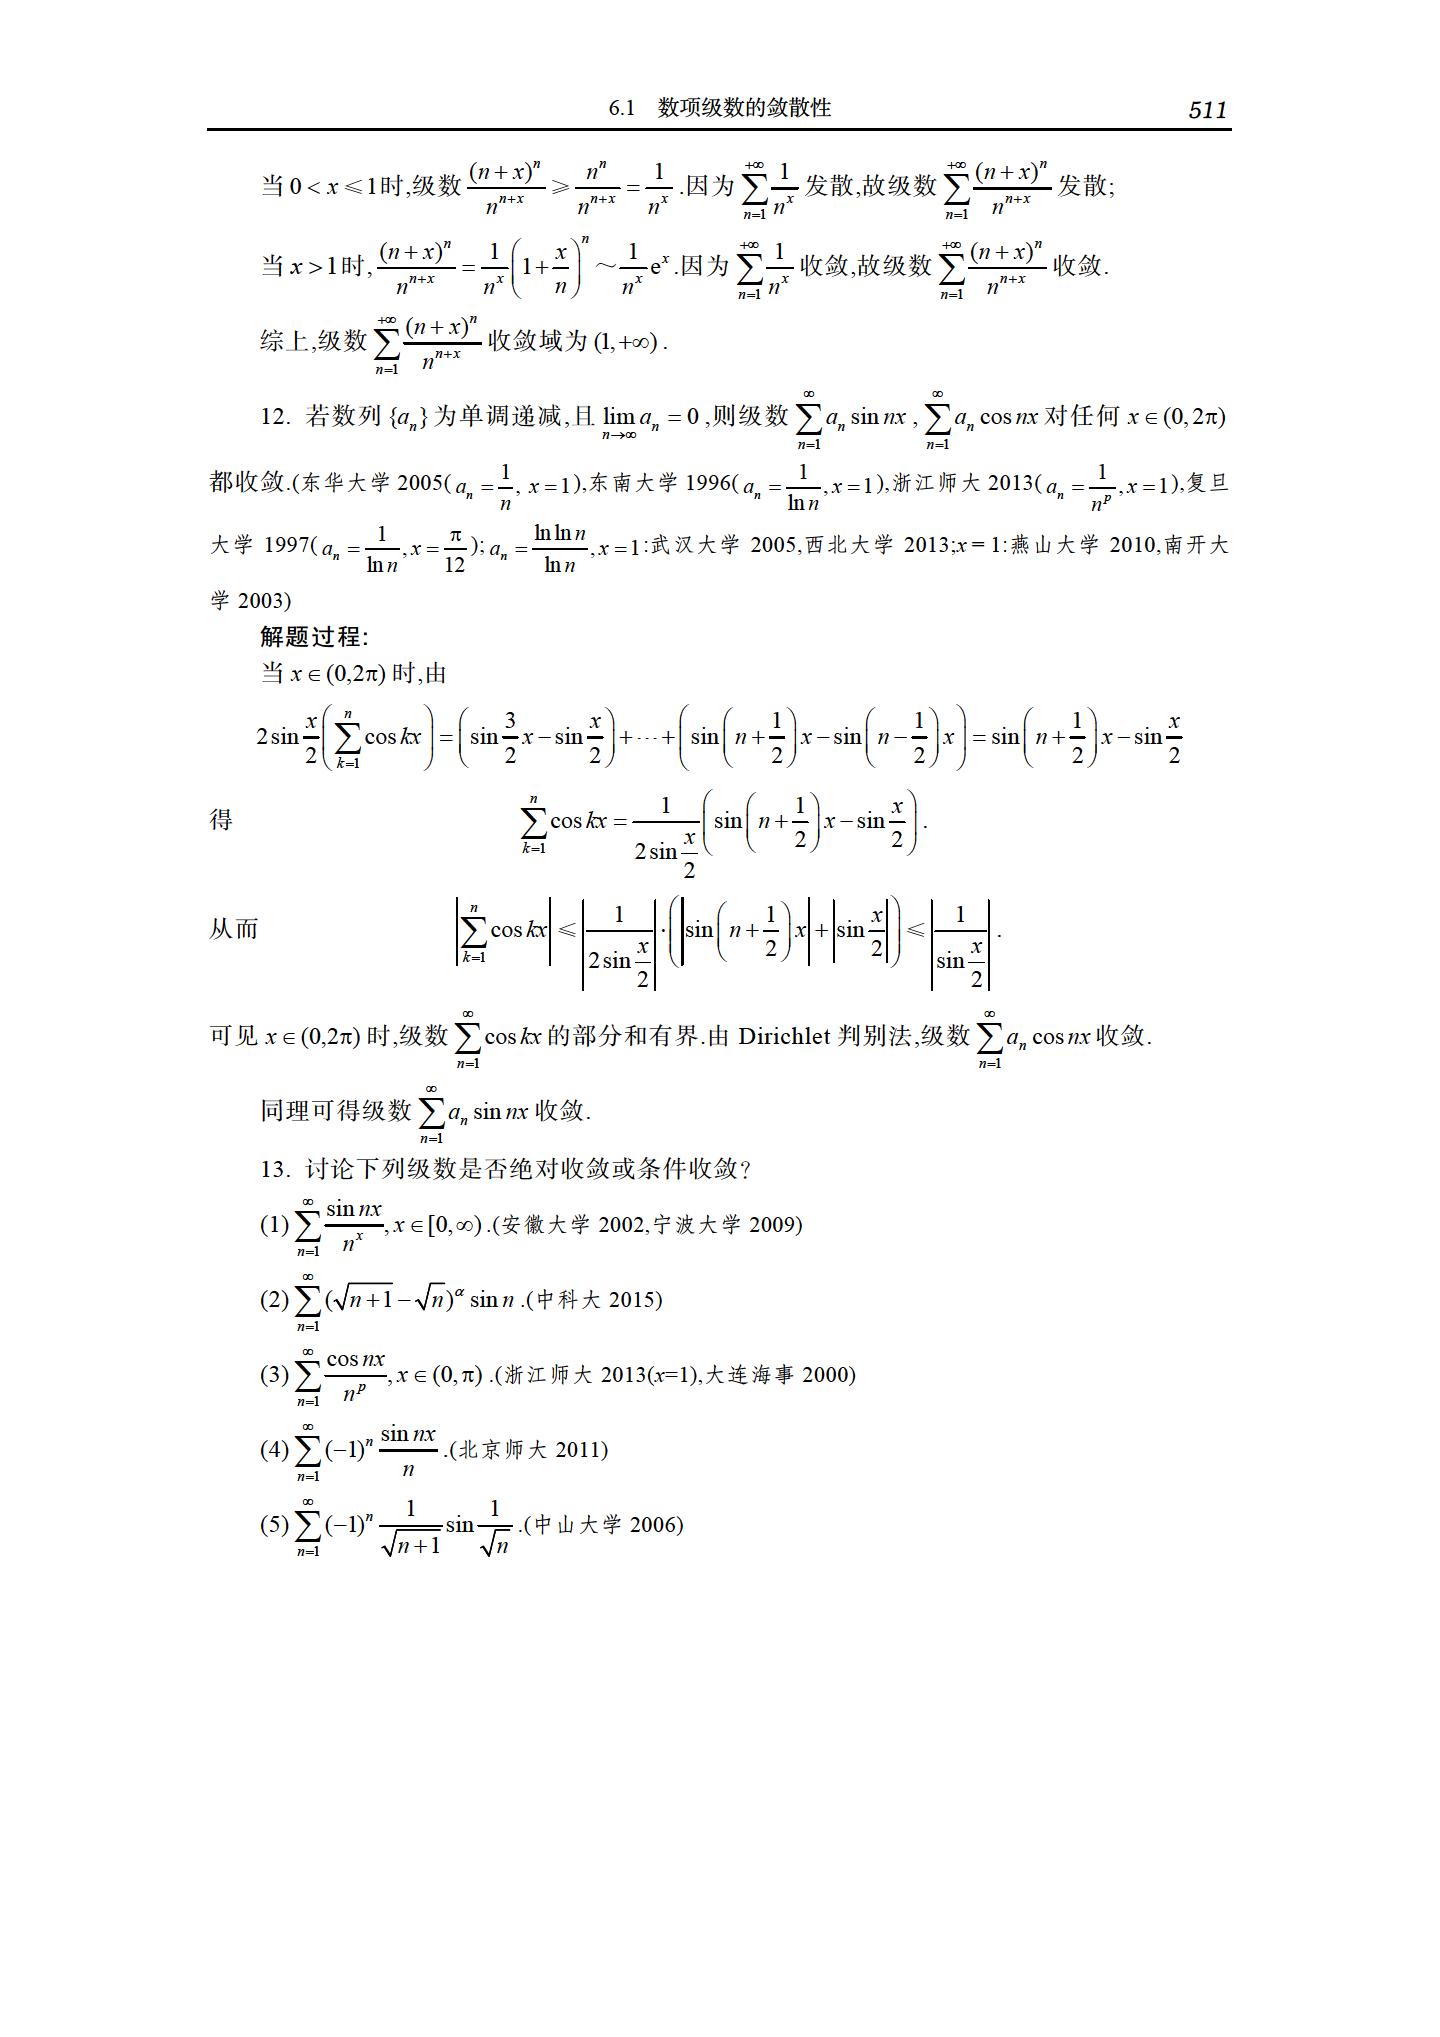 6.1 数项级数的敛散性 511
当 $0<x\leqslant 1$时,级数 $\frac{(n+x)^n}{n^{n+x}}\geqslant\frac{n^n}{n^{n+x}}=\frac{1}{n^x}$.因为 $\sum_{n=1}^{+\infty}\frac{1}{n^x}$ 发散,故级数 $\sum_{n=1}^{+\infty}\frac{(n+x)^n}{n^{n+x}}$ 发散;
当 $x>1$时, $\frac{(n+x)^n}{n^{n+x}}=\frac{1}{n^x}\left(1+\frac{x}{n}\right)^n\sim\frac{1}{n^x}\mathrm{e}^x$.因为 $\sum_{n=1}^{+\infty}\frac{1}{n^x}$ 收敛,故级数 $\sum_{n=1}^{+\infty}\frac{(n+x)^n}{n^{n+x}}$ 收敛.
综上,级数 $\sum_{n=1}^{+\infty}\frac{(n+x)^n}{n^{n+x}}$ 收敛域为 $(1,+\infty)$.
12. 若数列 $\{a_n\}$ 为单调递减,且 $\lim_{n\to\infty}a_n=0$,则级数 $\sum_{n=1}^{\infty}a_n\sin nx$, $\sum_{n=1}^{\infty}a_n\cos nx$ 对任何 $x\in(0,2\pi)$
都收敛.(东华大学 2005($a_n=\frac{1}{n},x=1$),东南大学 1996($a_n=\frac{1}{\ln n},x=1$),浙江师大 2013($a_n=\frac{1}{n^p},x=1$),复旦
大学 1997($a_n=\frac{1}{\ln n},x=\frac{\pi}{12}$); $a_n=\frac{\ln\ln n}{\ln n},x=1$:武汉大学 2005,西北大学 2013;$x=1$:燕山大学 2010,南开大
学 2003)
解题过程:
当 $x\in(0,2\pi)$ 时,由
$2\sin\frac{x}{2}\left(\sum_{k=1}^{n}\cos kx\right)=\left(\sin\frac{3}{2}x-\sin\frac{x}{2}\right)+\cdots+\left(\sin\left(n+\frac{1}{2}\right)x-\sin\left(n-\frac{1}{2}\right)x\right)=\sin\left(n+\frac{1}{2}\right)x-\sin\frac{x}{2}$
得 $\sum_{k=1}^{n}\cos kx=\frac{1}{2\sin\frac{x}{2}}\left(\sin\left(n+\frac{1}{2}\right)x-\sin\frac{x}{2}\right)$.
从而 $\left|\sum_{k=1}^{n}\cos kx\right|\leqslant\left|\frac{1}{2\sin\frac{x}{2}}\right|\cdot\left(\left|\sin\left(n+\frac{1}{2}\right)x\right|+\left|\sin\frac{x}{2}\right|\right)\leqslant\left|\frac{1}{\sin\frac{x}{2}}\right|$.
可见 $x\in(0,2\pi)$ 时,级数 $\sum_{n=1}^{\infty}\cos kx$ 的部分和有界.由 Dirichlet 判别法,级数 $\sum_{n=1}^{\infty}a_n\cos nx$ 收敛.
同理可得级数 $\sum_{n=1}^{\infty}a_n\sin nx$ 收敛.
13. 讨论下列级数是否绝对收敛或条件收敛?
(1) $\sum_{n=1}^{\infty}\frac{\sin nx}{n^x},x\in[0,\infty)$.(安徽大学 2002,宁波大学 2009)
(2) $\sum_{n=1}^{\infty}(\sqrt{n+1}-\sqrt{n})^{\alpha}\sin n$.(中科大 2015)
(3) $\sum_{n=1}^{\infty}\frac{\cos nx}{n^p},x\in(0,\pi)$.(浙江师大 2013(x=1),大连海事 2000)
(4) $\sum_{n=1}^{\infty}(-1)^n\frac{\sin nx}{n}$.(北京师大 2011)
(5) $\sum_{n=1}^{\infty}(-1)^n\frac{1}{\sqrt{n+1}}\sin\frac{1}{\sqrt{n}}$.(中山大学 2006)